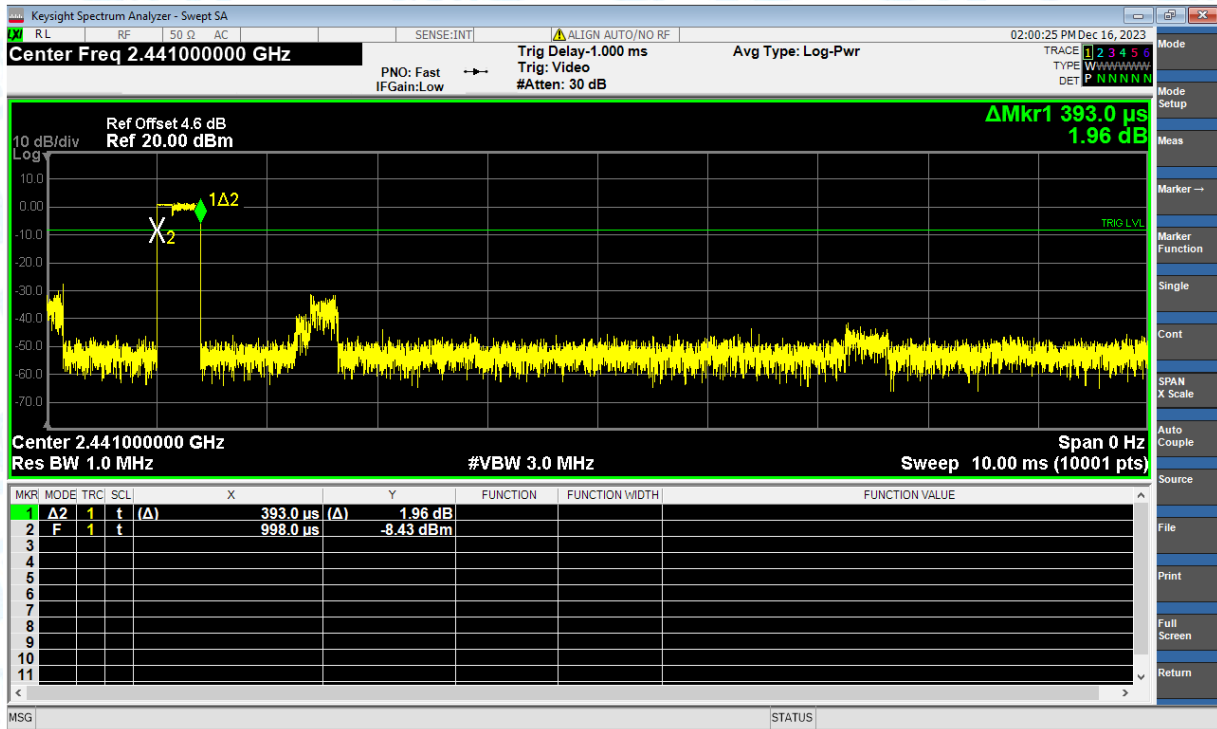 Keysight Spectrum Analyzer - Swept SA
LXI RL RF 50 Ω AC SENSE:INT ALIGN AUTO/NO RF 02:00:25 PM Dec 16, 2023
Center Freq 2.441000000 GHz
PNO: Fast
IFGain:Low
Trig Delay-1.000 ms
Trig: Video
#Atten: 30 dB
Avg Type: Log-Pwr
TRACE 1 2 3 4 5 6
TYPE WWWWWW
DET P N N N N N
ΔMkr1 393.0 µs
1.96 dB
Ref Offset 4.6 dB
10 dB/div Ref 20.00 dBm
Log
10.0
0.00
-10.0
-20.0
-30.0
-40.0
-50.0
-60.0
-70.0
1Δ2
X2
TRIG LVL
Center 2.441000000 GHz Span 0 Hz
Res BW 1.0 MHz #VBW 3.0 MHz Sweep 10.00 ms (10001 pts)
MKR MODE TRC SCL X Y FUNCTION FUNCTION WIDTH FUNCTION VALUE
1 Δ2 1 t (Δ) 393.0 µs (Δ) 1.96 dB
2 F 1 t 998.0 µs -8.43 dBm
3
4
5
6
7
8
9
10
11
MSG STATUS
Mode
Mode
Setup
Meas
Marker →
Marker
Function
Single
Cont
SPAN
X Scale
Auto
Couple
Source
File
Print
Full
Screen
Return